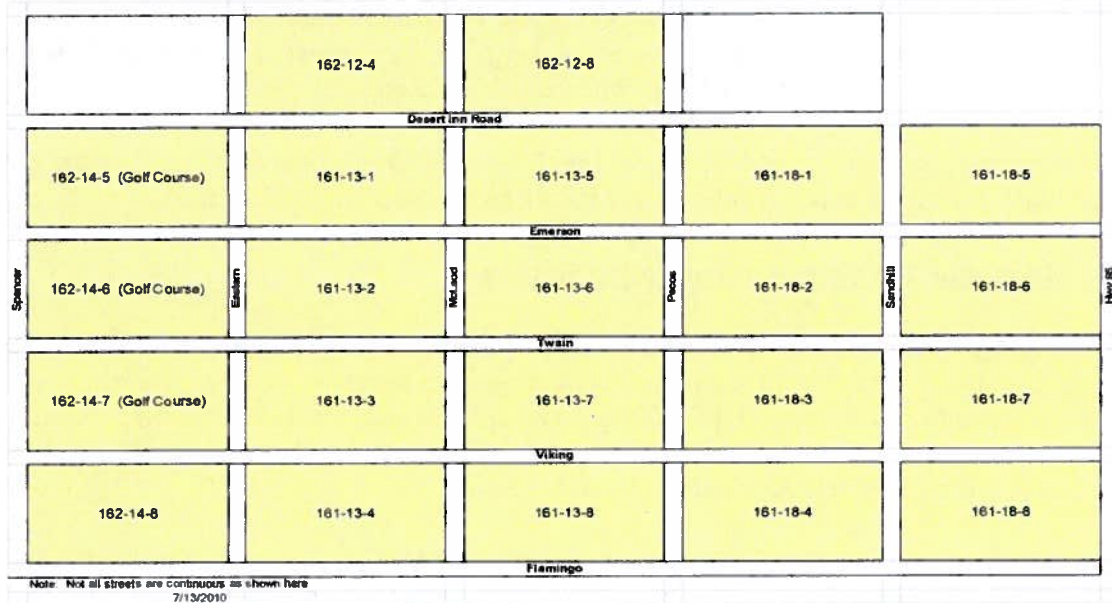 162-12-4 162-12-8
Desert Inn Road
162-14-5 (Golf Course) 161-13-1 161-13-5 161-18-1 161-18-5
Emerson
Spencer Eastern McLeod Pecos Sandhill Hwy 95
162-14-6 (Golf Course) 161-13-2 161-13-6 161-18-2 161-18-6
Twain
162-14-7 (Golf Course) 161-13-3 161-13-7 161-18-3 161-18-7
Viking
162-14-8 161-13-4 161-13-8 161-18-4 161-18-8
Flamingo
Note: Not all streets are continuous as shown here
7/13/2010